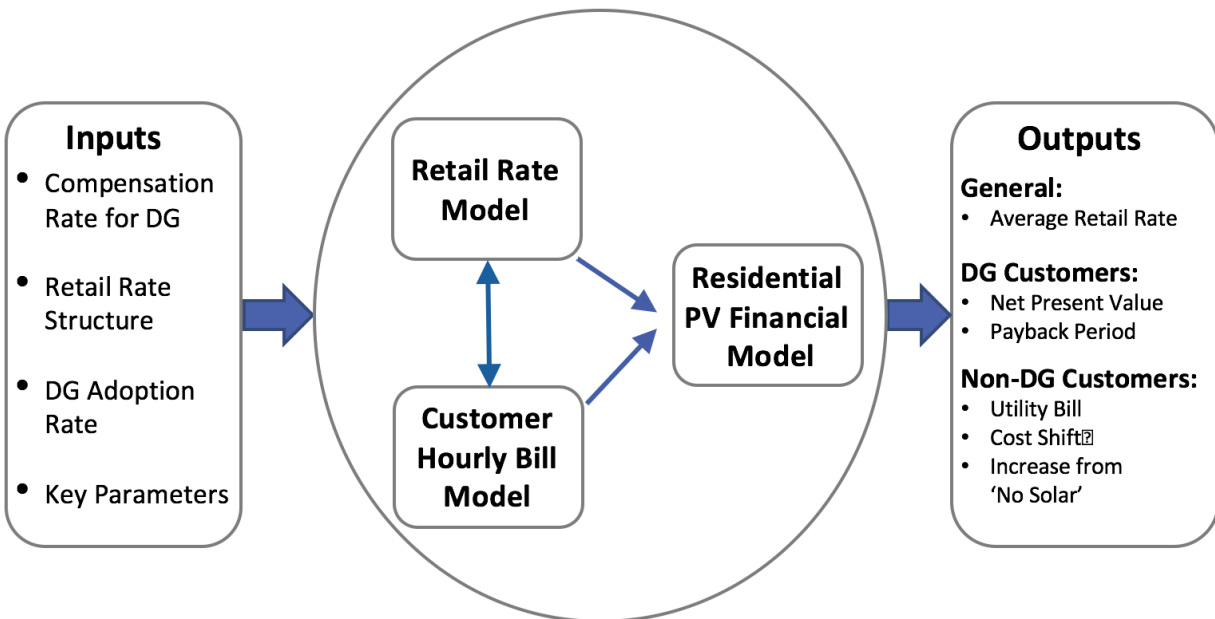 Inputs
• Compensation
Rate for DG
• Retail Rate
Structure
• DG Adoption
Rate
• Key Parameters
Retail Rate
Model
Customer
Hourly Bill
Model
Residential
PV Financial
Model
Outputs
General:
• Average Retail Rate
DG Customers:
• Net Present Value
• Payback Period
Non-DG Customers:
• Utility Bill
• Cost Shift⍰
• Increase from
‘No Solar’